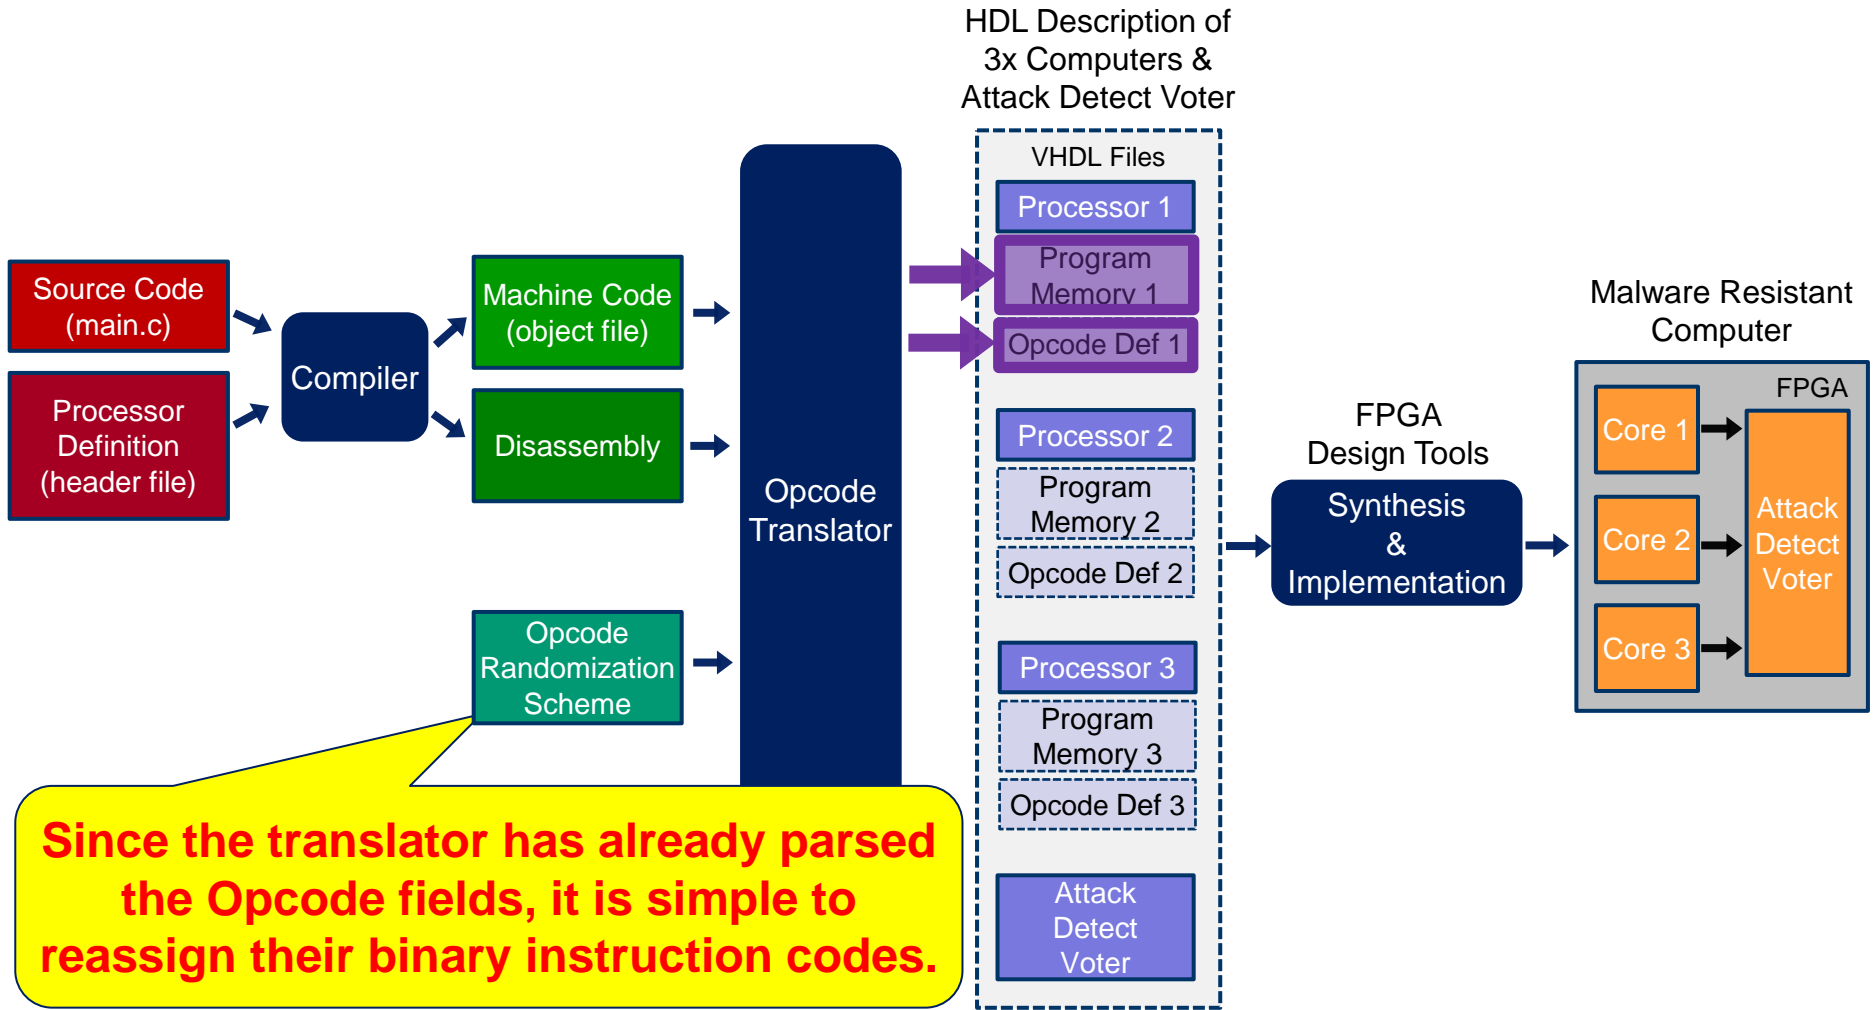 HDL Description of
3x Computers &
Attack Detect Voter
VHDL Files
Source Code
(main.c)
Processor
Definition
(header file)
Compiler
Machine Code
(object file)
Disassembly
Opcode
Randomization
Scheme
Opcode
Translator
Since the translator has already parsed
the Opcode fields, it is simple to
reassign their binary instruction codes.
Processor 1
Program
Memory 1
Opcode Def 1
Processor 2
Program
Memory 2
Opcode Def 2
Processor 3
Program
Memory 3
Opcode Def 3
Attack
Detect
Voter
FPGA
Design Tools
Synthesis
&
Implementation
Malware Resistant
Computer
FPGA
Core 1
Core 2
Core 3
Attack
Detect
Voter